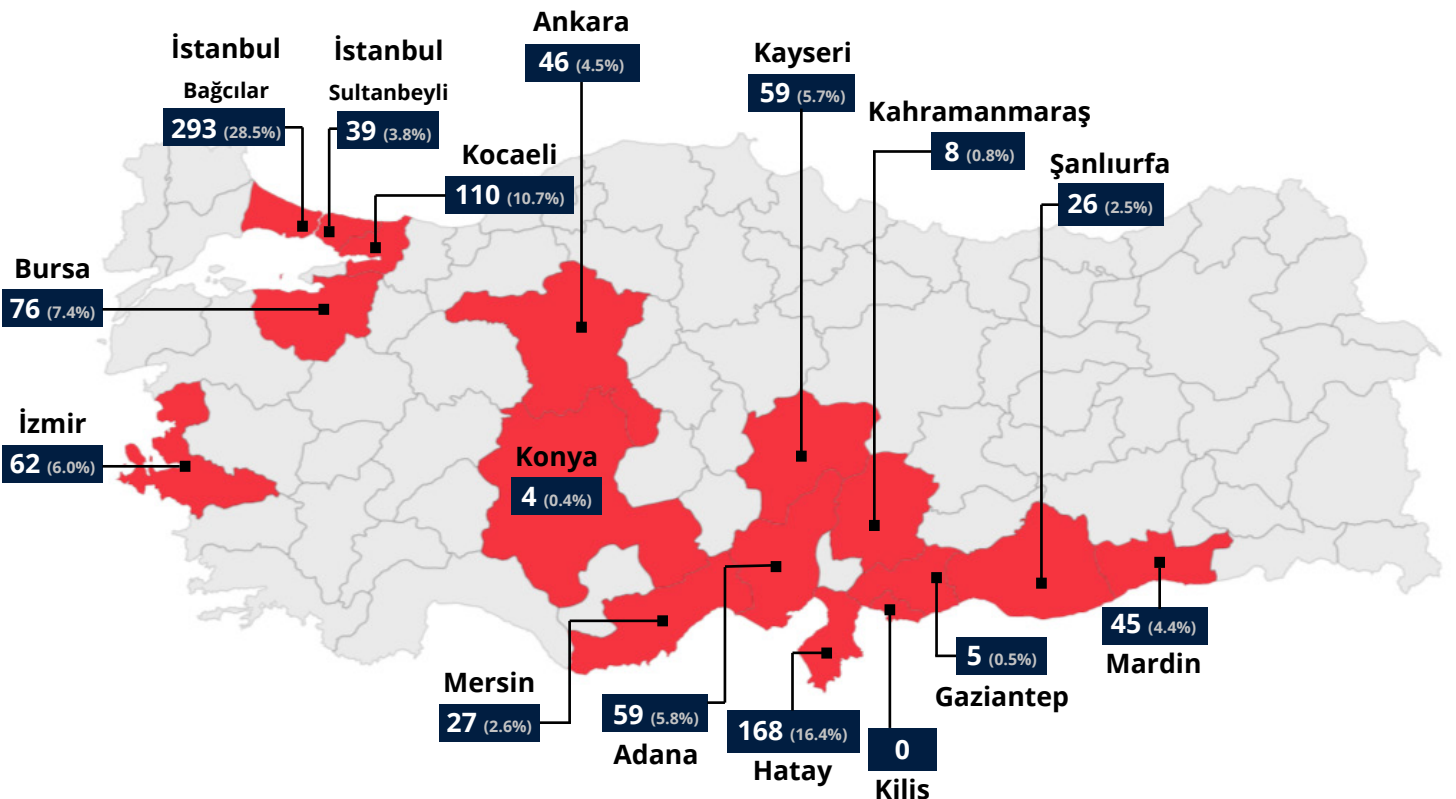 Ankara
46 (4.5%)
İstanbul
Bağcılar
293 (28.5%)
İstanbul
Sultanbeyli
39 (3.8%)
Kayseri
59 (5.7%)
Kahramanmaraş
8 (0.8%)
Kocaeli
110 (10.7%)
Şanlıurfa
26 (2.5%)
Bursa
76 (7.4%)
İzmir
62 (6.0%)
Konya
4 (0.4%)
45 (4.4%)
Mardin
5 (0.5%)
Gaziantep
Mersin
27 (2.6%)
59 (5.8%)
Adana
168 (16.4%)
Hatay
0
Kilis